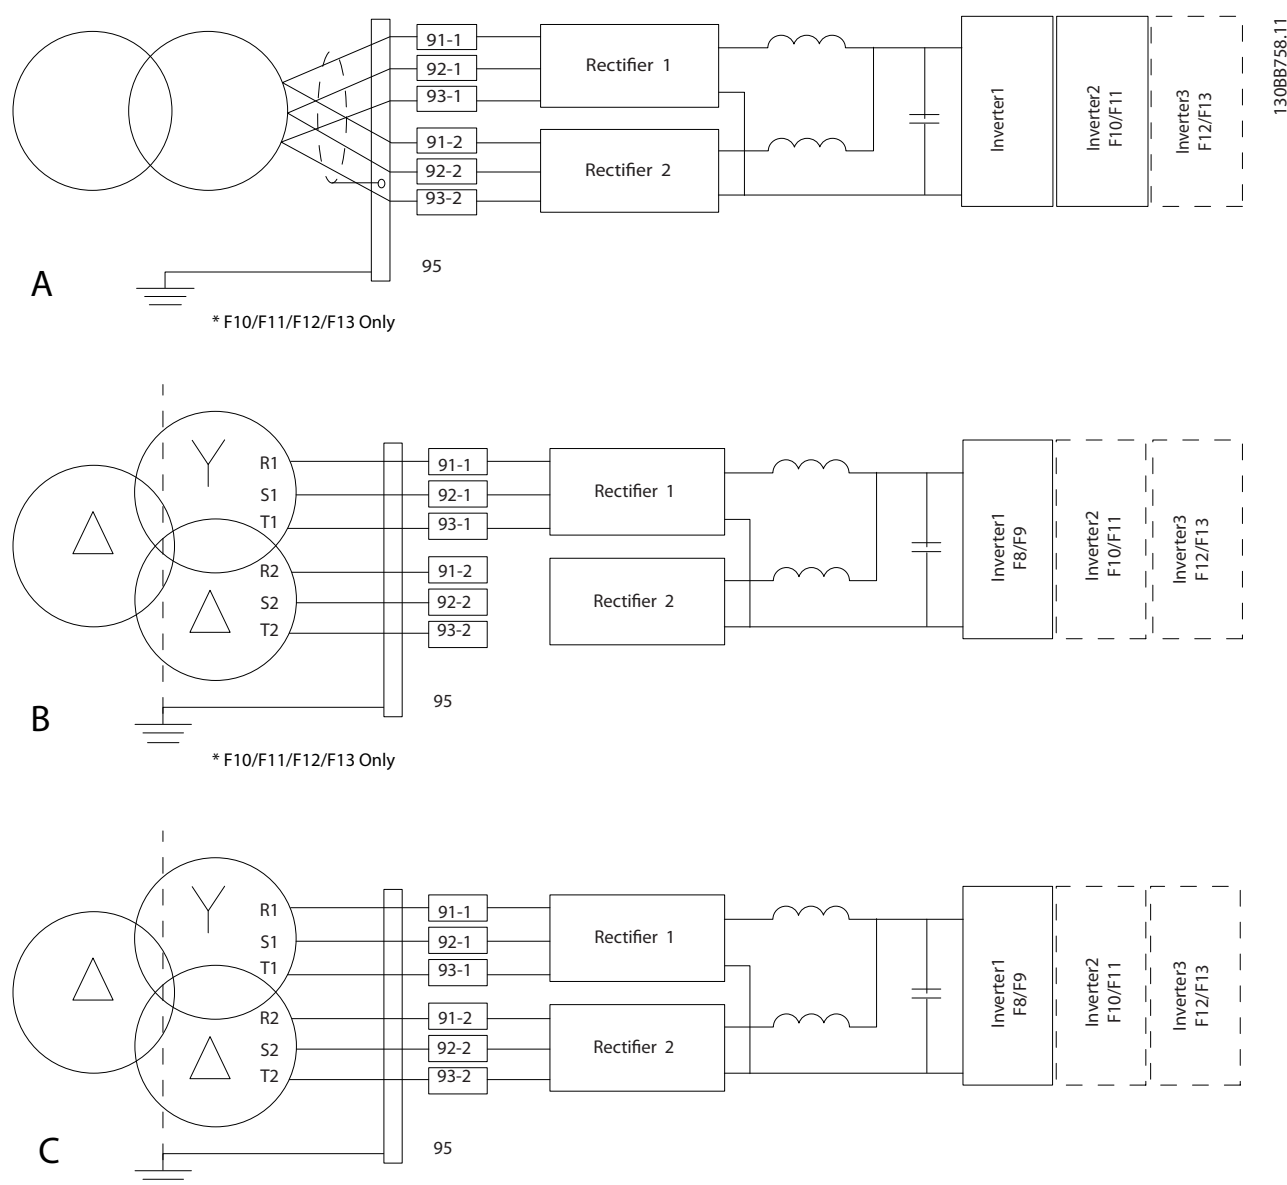 130BB758.11
91-1
92-1
93-1
91-2
92-2
93-2
95
Rectifier 1
Rectifier 2
Inverter1
Inverter2
F10/F11
Inverter3
F12/F13
A
* F10/F11/F12/F13 Only
R1
S1
T1
R2
S2
T2
91-1
92-1
93-1
91-2
92-2
93-2
95
Rectifier 1
Rectifier 2
Inverter1
F8/F9
Inverter2
F10/F11
Inverter3
F12/F13
B
* F10/F11/F12/F13 Only
R1
S1
T1
R2
S2
T2
91-1
92-1
93-1
91-2
92-2
93-2
95
Rectifier 1
Rectifier 2
Inverter1
F8/F9
Inverter2
F10/F11
Inverter3
F12/F13
C